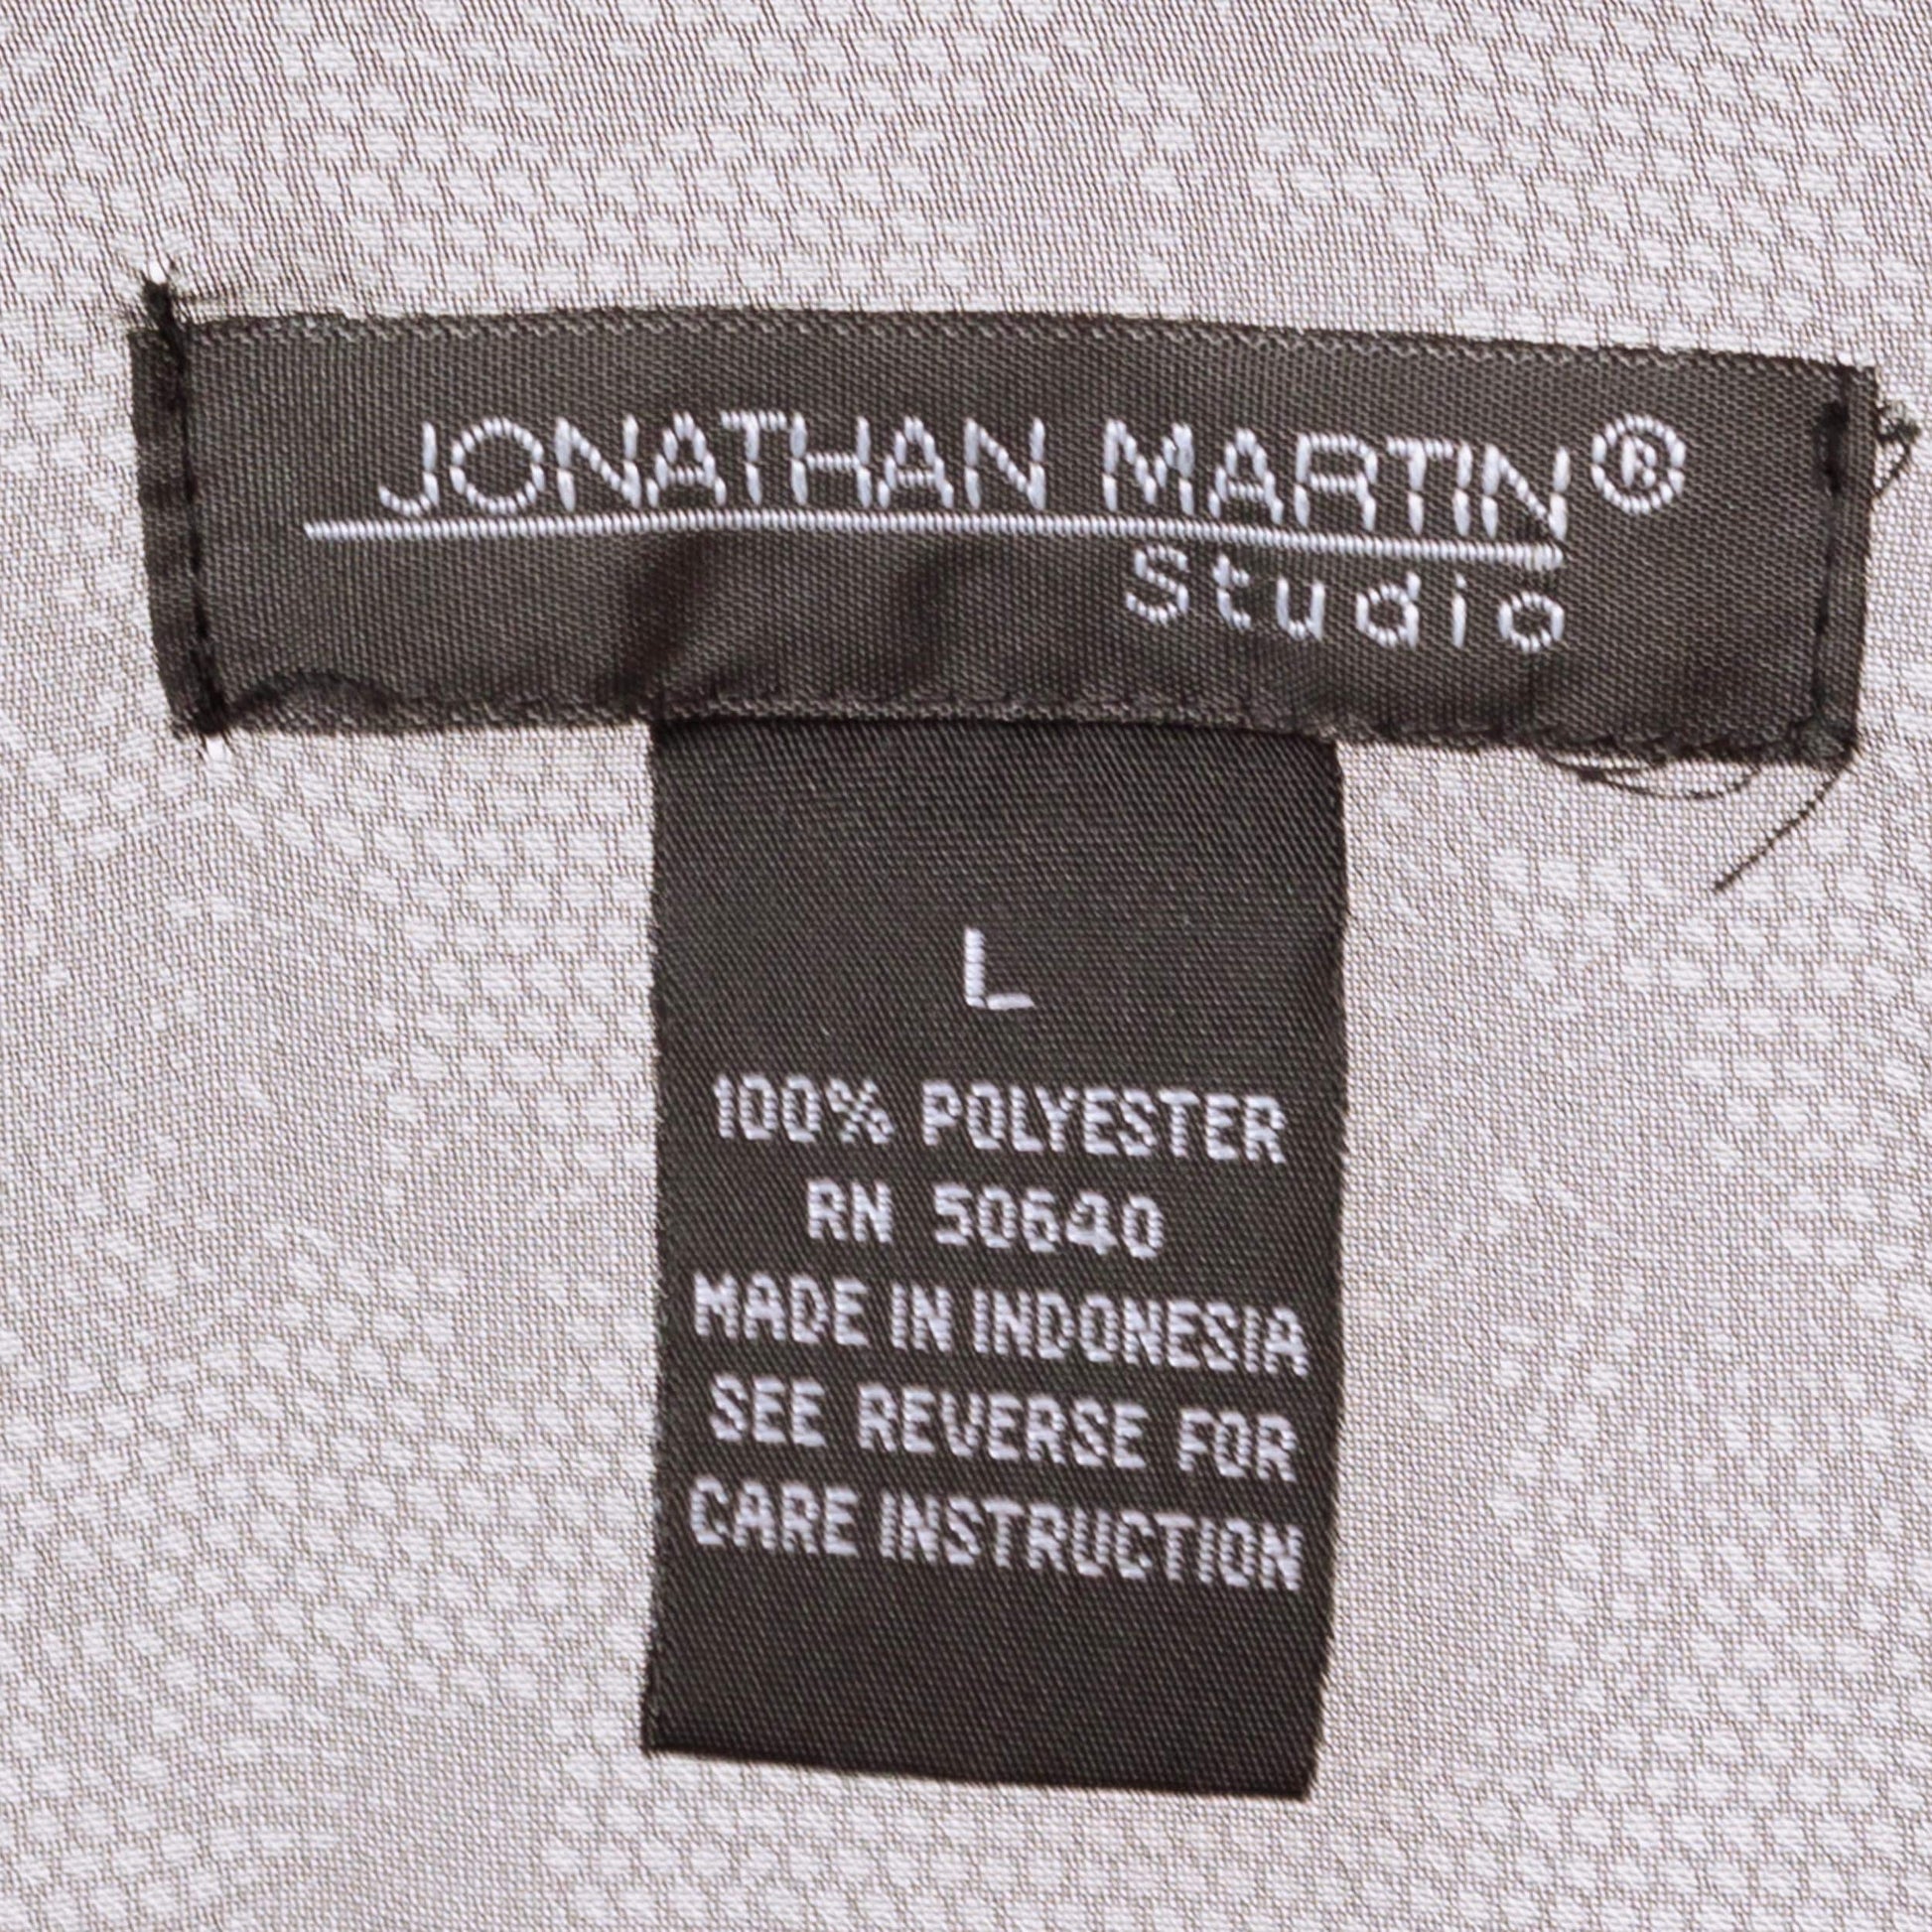 JONATHAN MARTIN®
Studio
L
100% POLYESTER
RN 50640
MADE IN INDONESIA
SEE REVERSE FOR
CARE INSTRUCTION